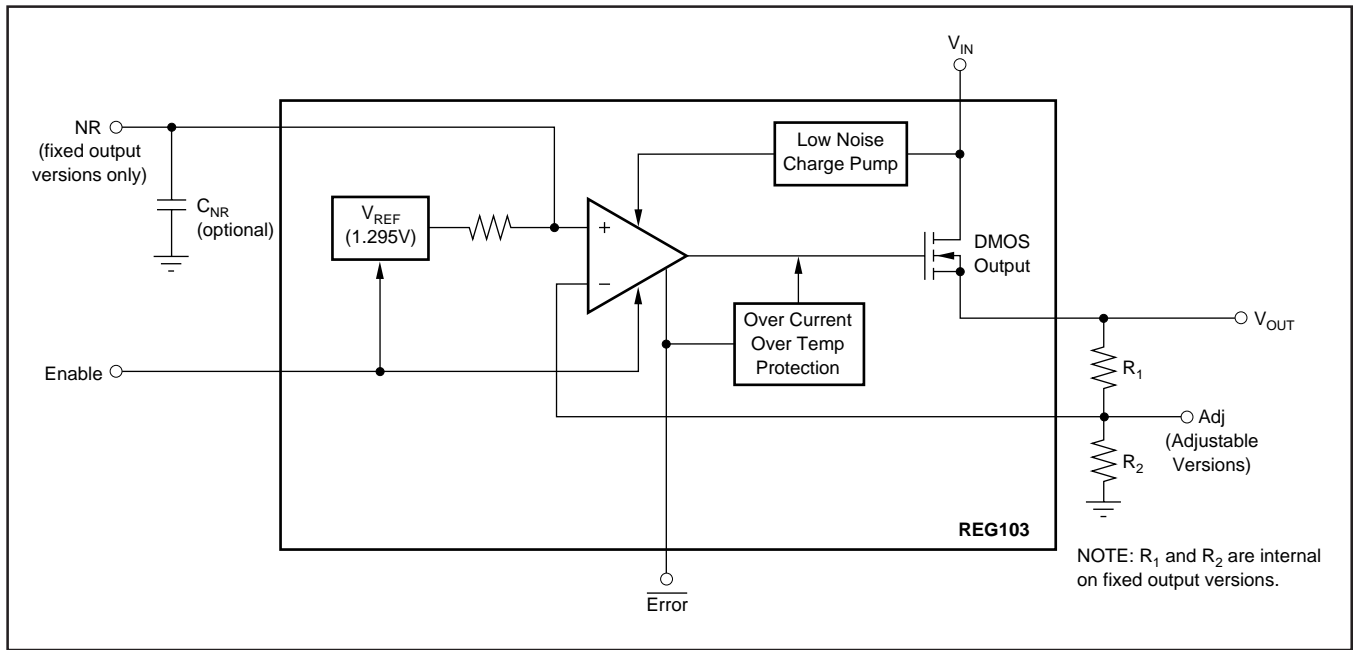 V_IN
NR
(fixed output
versions only)
C_NR
(optional)
Low Noise
Charge Pump
V_REF
(1.295V)
+
–
DMOS
Output
Over Current
Over Temp
Protection
V_OUT
R_1
Enable
Adj
(Adjustable
Versions)
R_2
REG103
NOTE: R_1 and R_2 are internal
on fixed output versions.
Error